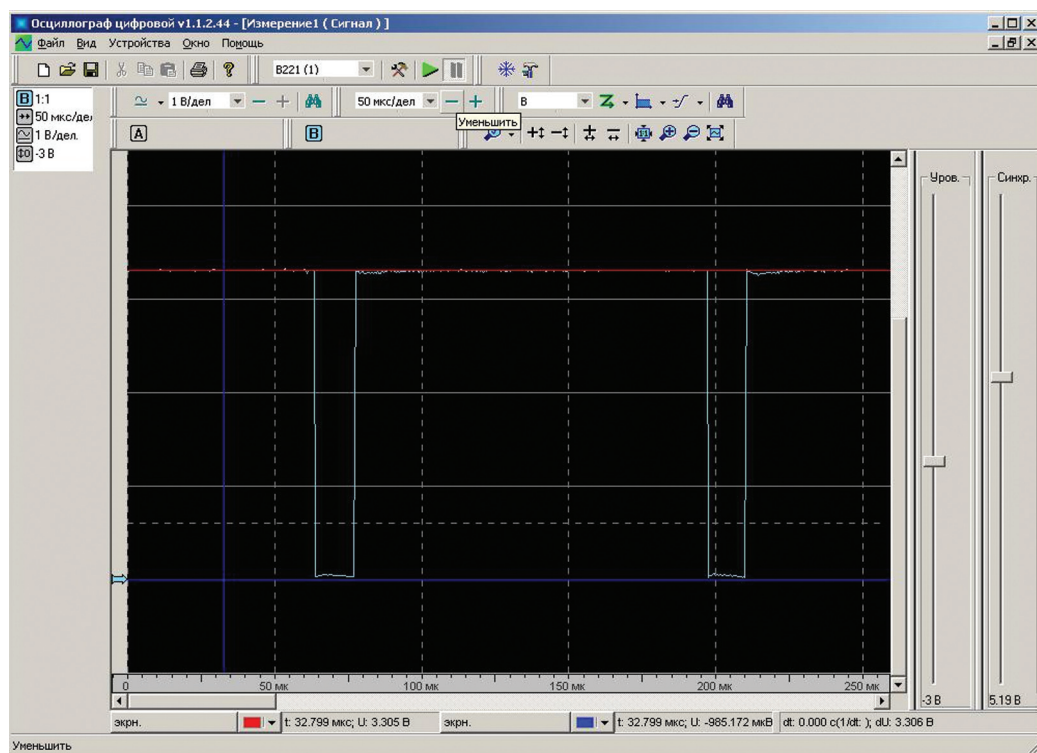 Осциллограф цифровой v1.1.2.44 - [Измерение1 ( Сигнал ) ]
Файл Вид Устройства Окно Помощь
B221 (1)
B 1:1
50 мкс/дел
1 В/дел.
-3 В
1 В/дел
50 мкс/дел
B
Уменьшить
A
B
Уров.
Синхр.
-3 В
5.19 В
0 50 мк 100 мк 150 мк 200 мк 250 мк
экрн. t: 32.799 мкс; U: 3.305 В экрн. t: 32.799 мкс; U: -985.172 мкВ dt: 0.000 с(1/dt: ); dU: 3.306 В
Уменьшить